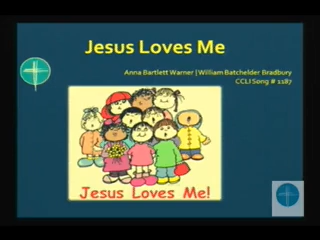 Jesus Loves Me
Anna Bartlett Warner | William Batchelder Bradbury
CCLI Song # 1187
Jesus Loves Me!